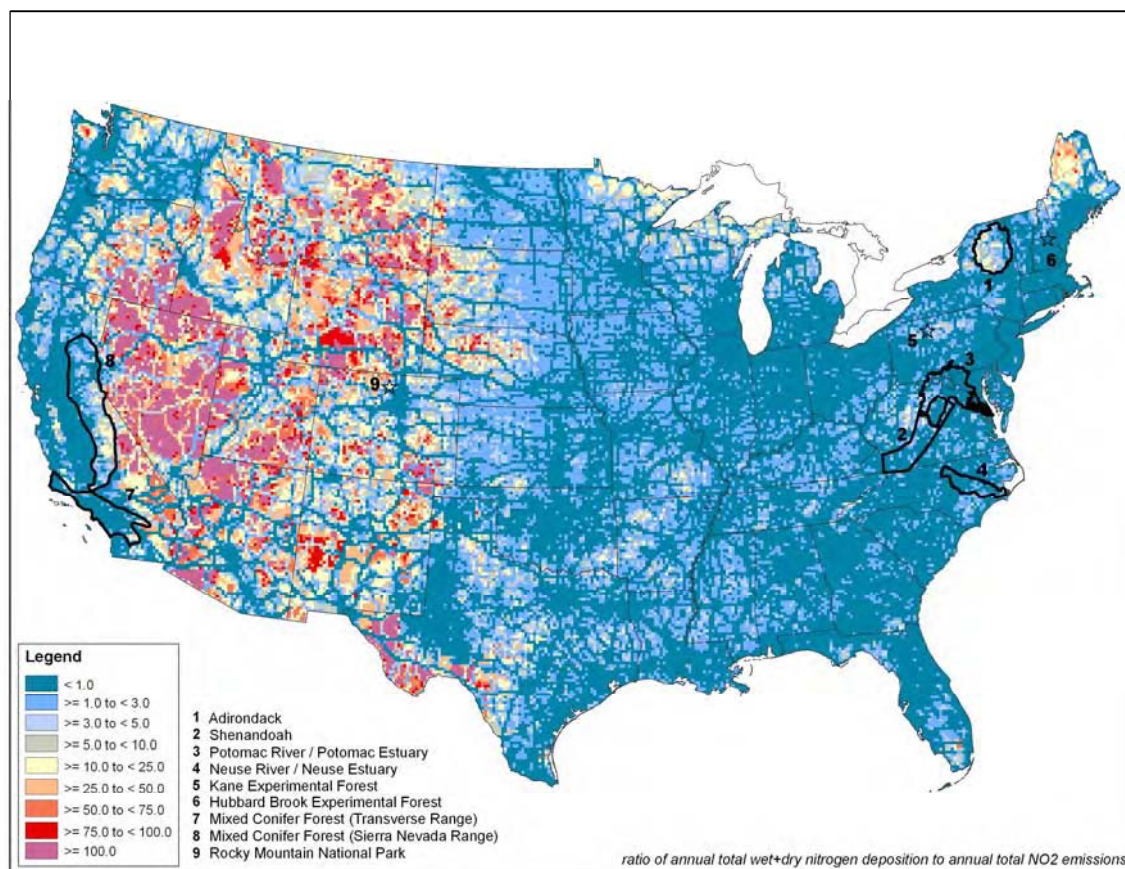 8
7
9
5
6
1
3
2
4
Legend
< 1.0
>= 1.0 to < 3.0
>= 3.0 to < 5.0
>= 5.0 to < 10.0
>= 10.0 to < 25.0
>= 25.0 to < 50.0
>= 50.0 to < 75.0
>= 75.0 to < 100.0
>= 100.0
1 Adirondack
2 Shenandoah
3 Potomac River / Potomac Estuary
4 Neuse River / Neuse Estuary
5 Kane Experimental Forest
6 Hubbard Brook Experimental Forest
7 Mixed Conifer Forest (Transverse Range)
8 Mixed Conifer Forest (Sierra Nevada Range)
9 Rocky Mountain National Park
ratio of annual total wet+dry nitrogen deposition to annual total NO2 emissions